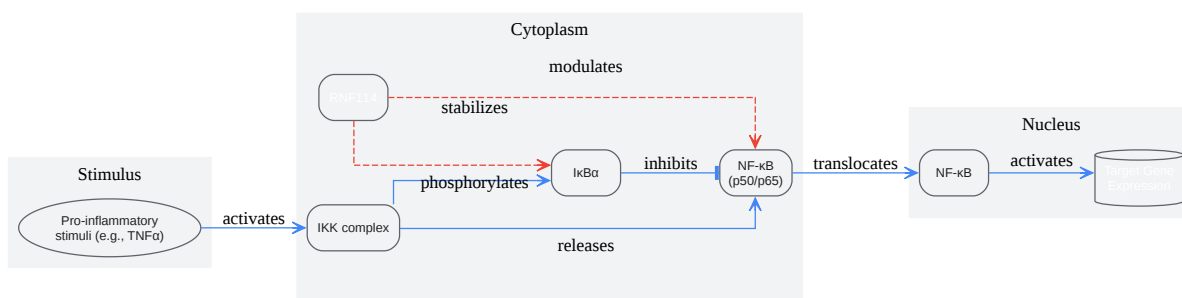 Cytoplasm
modulates
RNF114
stabilizes
Nucleus
Stimulus
IκBα
inhibits
NF-κB
(p50/p65)
translocates
NF-κB
activates
Target Gene
Expression
phosphorylates
Pro-inflammatory
stimuli (e.g., TNFα)
activates
IKK complex
releases